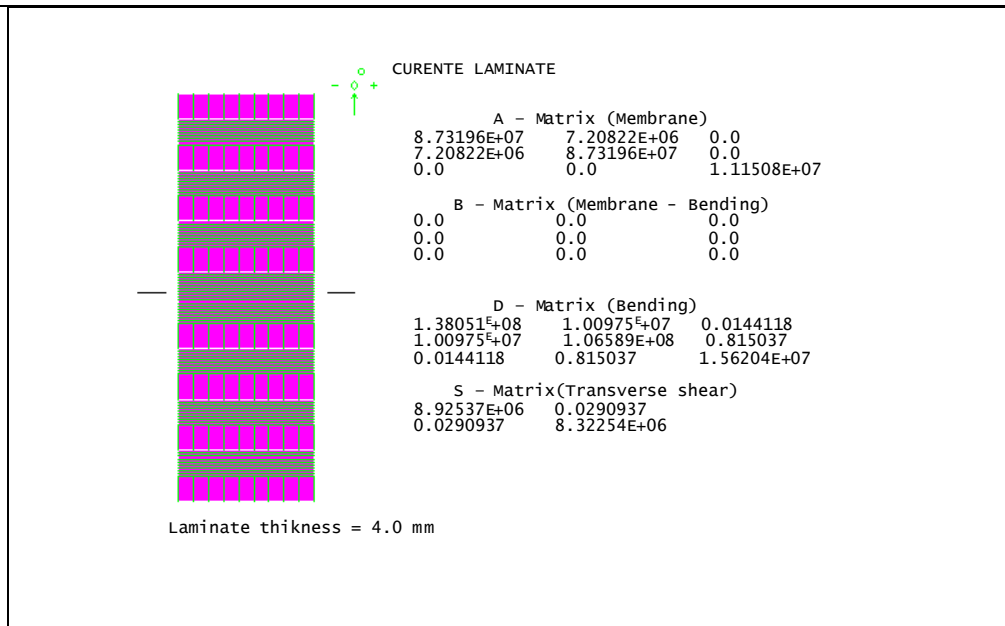 CURENTE LAMINATE
- +
A - Matrix (Membrane)
8.73196E+07 7.20822E+06 0.0
7.20822E+06 8.73196E+07 0.0
0.0 0.0 1.11508E+07
B - Matrix (Membrane - Bending)
0.0 0.0 0.0
0.0 0.0 0.0
0.0 0.0 0.0
D - Matrix (Bending)
1.38051E+08 1.00975E+07 0.0144118
1.00975E+07 1.06589E+08 0.815037
0.0144118 0.815037 1.56204E+07
S - Matrix(Transverse shear)
8.92537E+06 0.0290937
0.0290937 8.32254E+06
Laminate thikness = 4.0 mm